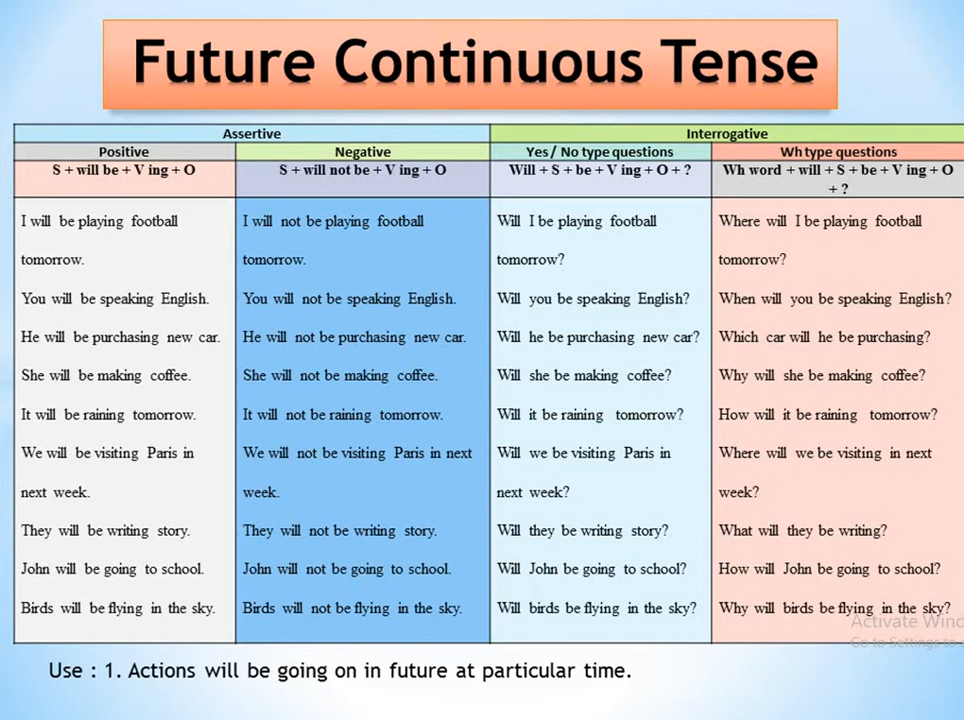 Future Continuous Tense
Assertive
Interrogative
Positive
Negative
Yes / No type questions
Wh type questions
S + will be + V ing + O
S + will not be + V ing + O
Will + S + be + V ing + O + ?
Wh word + will + S + be + V ing + O
+ ?
I will be playing football
tomorrow.
You will be speaking English.
He will be purchasing new car.
She will be making coffee.
It will be raining tomorrow.
We will be visiting Paris in
next week.
They will be writing story.
John will be going to school.
Birds will be flying in the sky.
I will not be playing football
tomorrow.
You will not be speaking English.
He will not be purchasing new car.
She will not be making coffee.
It will not be raining tomorrow.
We will not be visiting Paris in next
week.
They will not be writing story.
John will not be going to school.
Birds will not be flying in the sky.
Will I be playing football
tomorrow?
Will you be speaking English?
Will he be purchasing new car?
Will she be making coffee?
Will it be raining tomorrow?
Will we be visiting Paris in
next week?
Will they be writing story?
Will John be going to school?
Will birds be flying in the sky?
Where will I be playing football
tomorrow?
When will you be speaking English?
Which car will he be purchasing?
Why will she be making coffee?
How will it be raining tomorrow?
Where will we be visiting in next
week?
What will they be writing?
How will John be going to school?
Why will birds be flying in the sky?
Activate Wind
Go to Settings to
Use : 1. Actions will be going on in future at particular time.